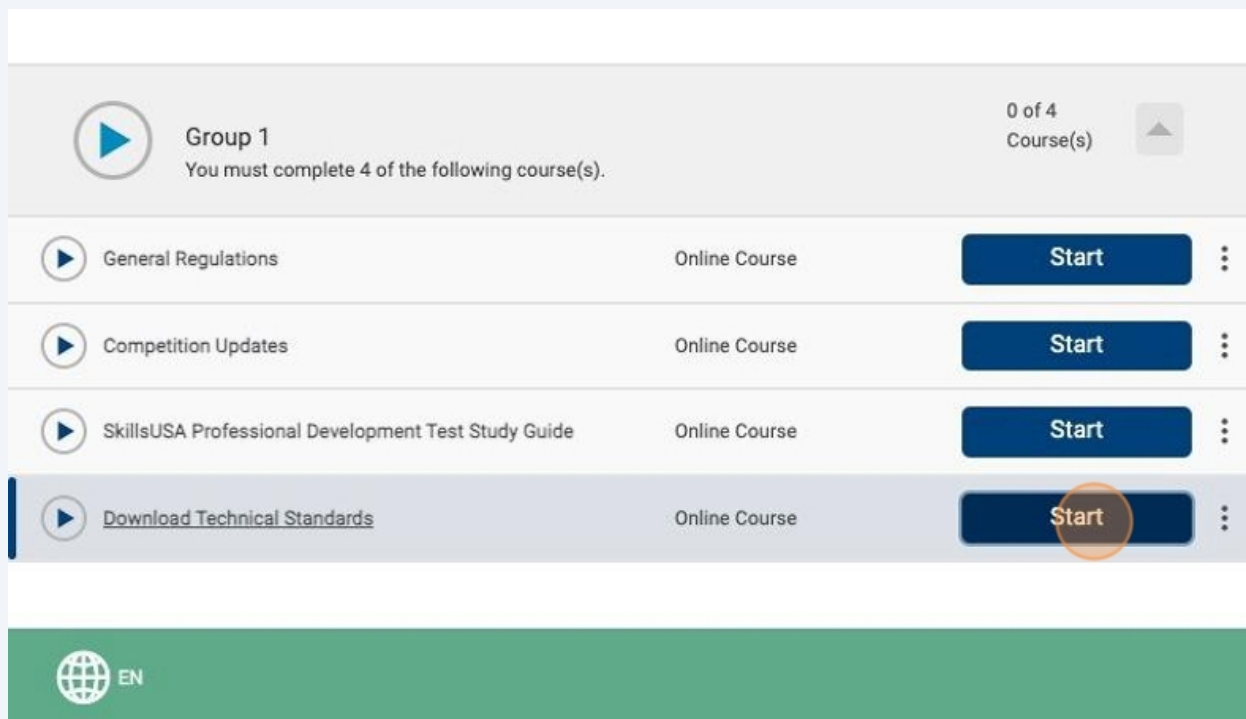 Group 1
You must complete 4 of the following course(s).
0 of 4
Course(s)
General Regulations
Online Course
Start
Competition Updates
Online Course
Start
SkillsUSA Professional Development Test Study Guide
Online Course
Start
Download Technical Standards
Online Course
Start
EN